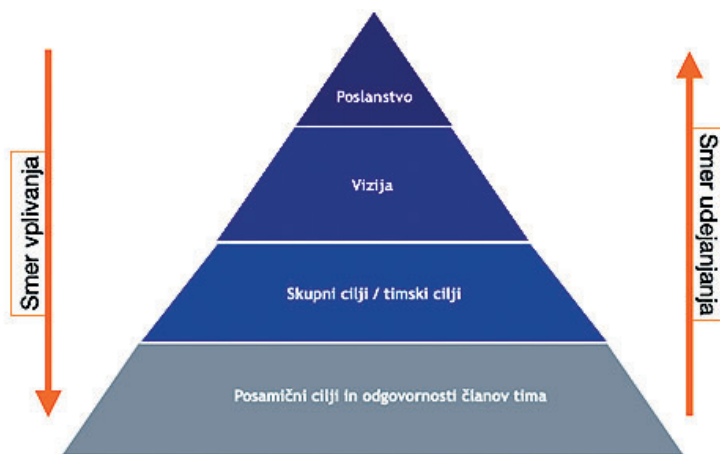 Poslanstvo
Vizija
Skupni cilji / timski cilji
Posamični cilji in odgovornosti članov tima
Smer vplivanja
Smer udejanjanja